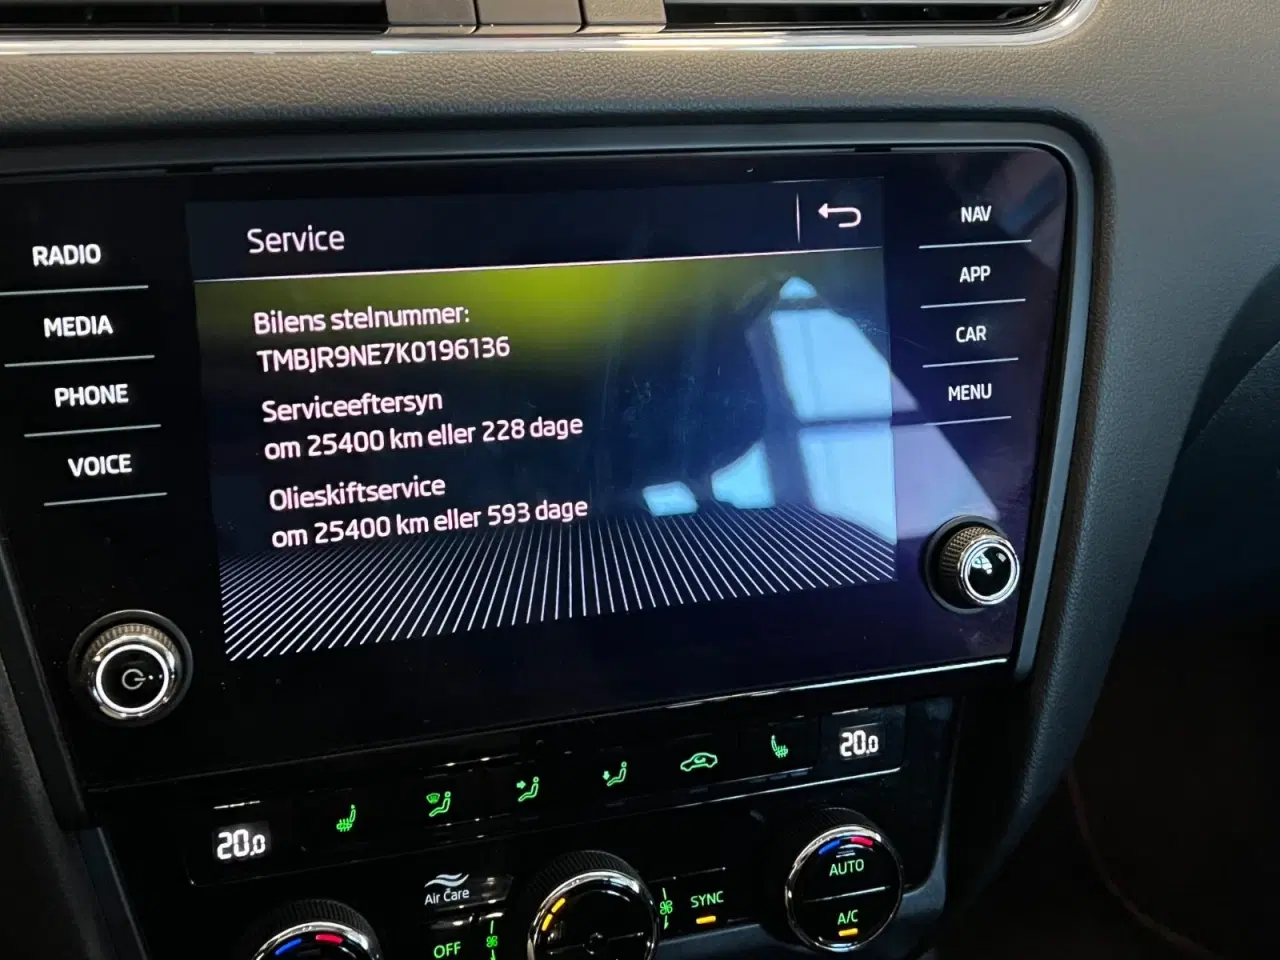 RADIO
MEDIA
PHONE
VOICE
Service
Bilens stelnummer:
TMBJR9NE7K0196136
Serviceeftersyn
om 25400 km eller 228 dage
Olieskiftservice
om 25400 km eller 593 dage
NAV
APP
CAR
MENU
20,0
20,0
Air Care
OFF
SYNC
AUTO
A/C